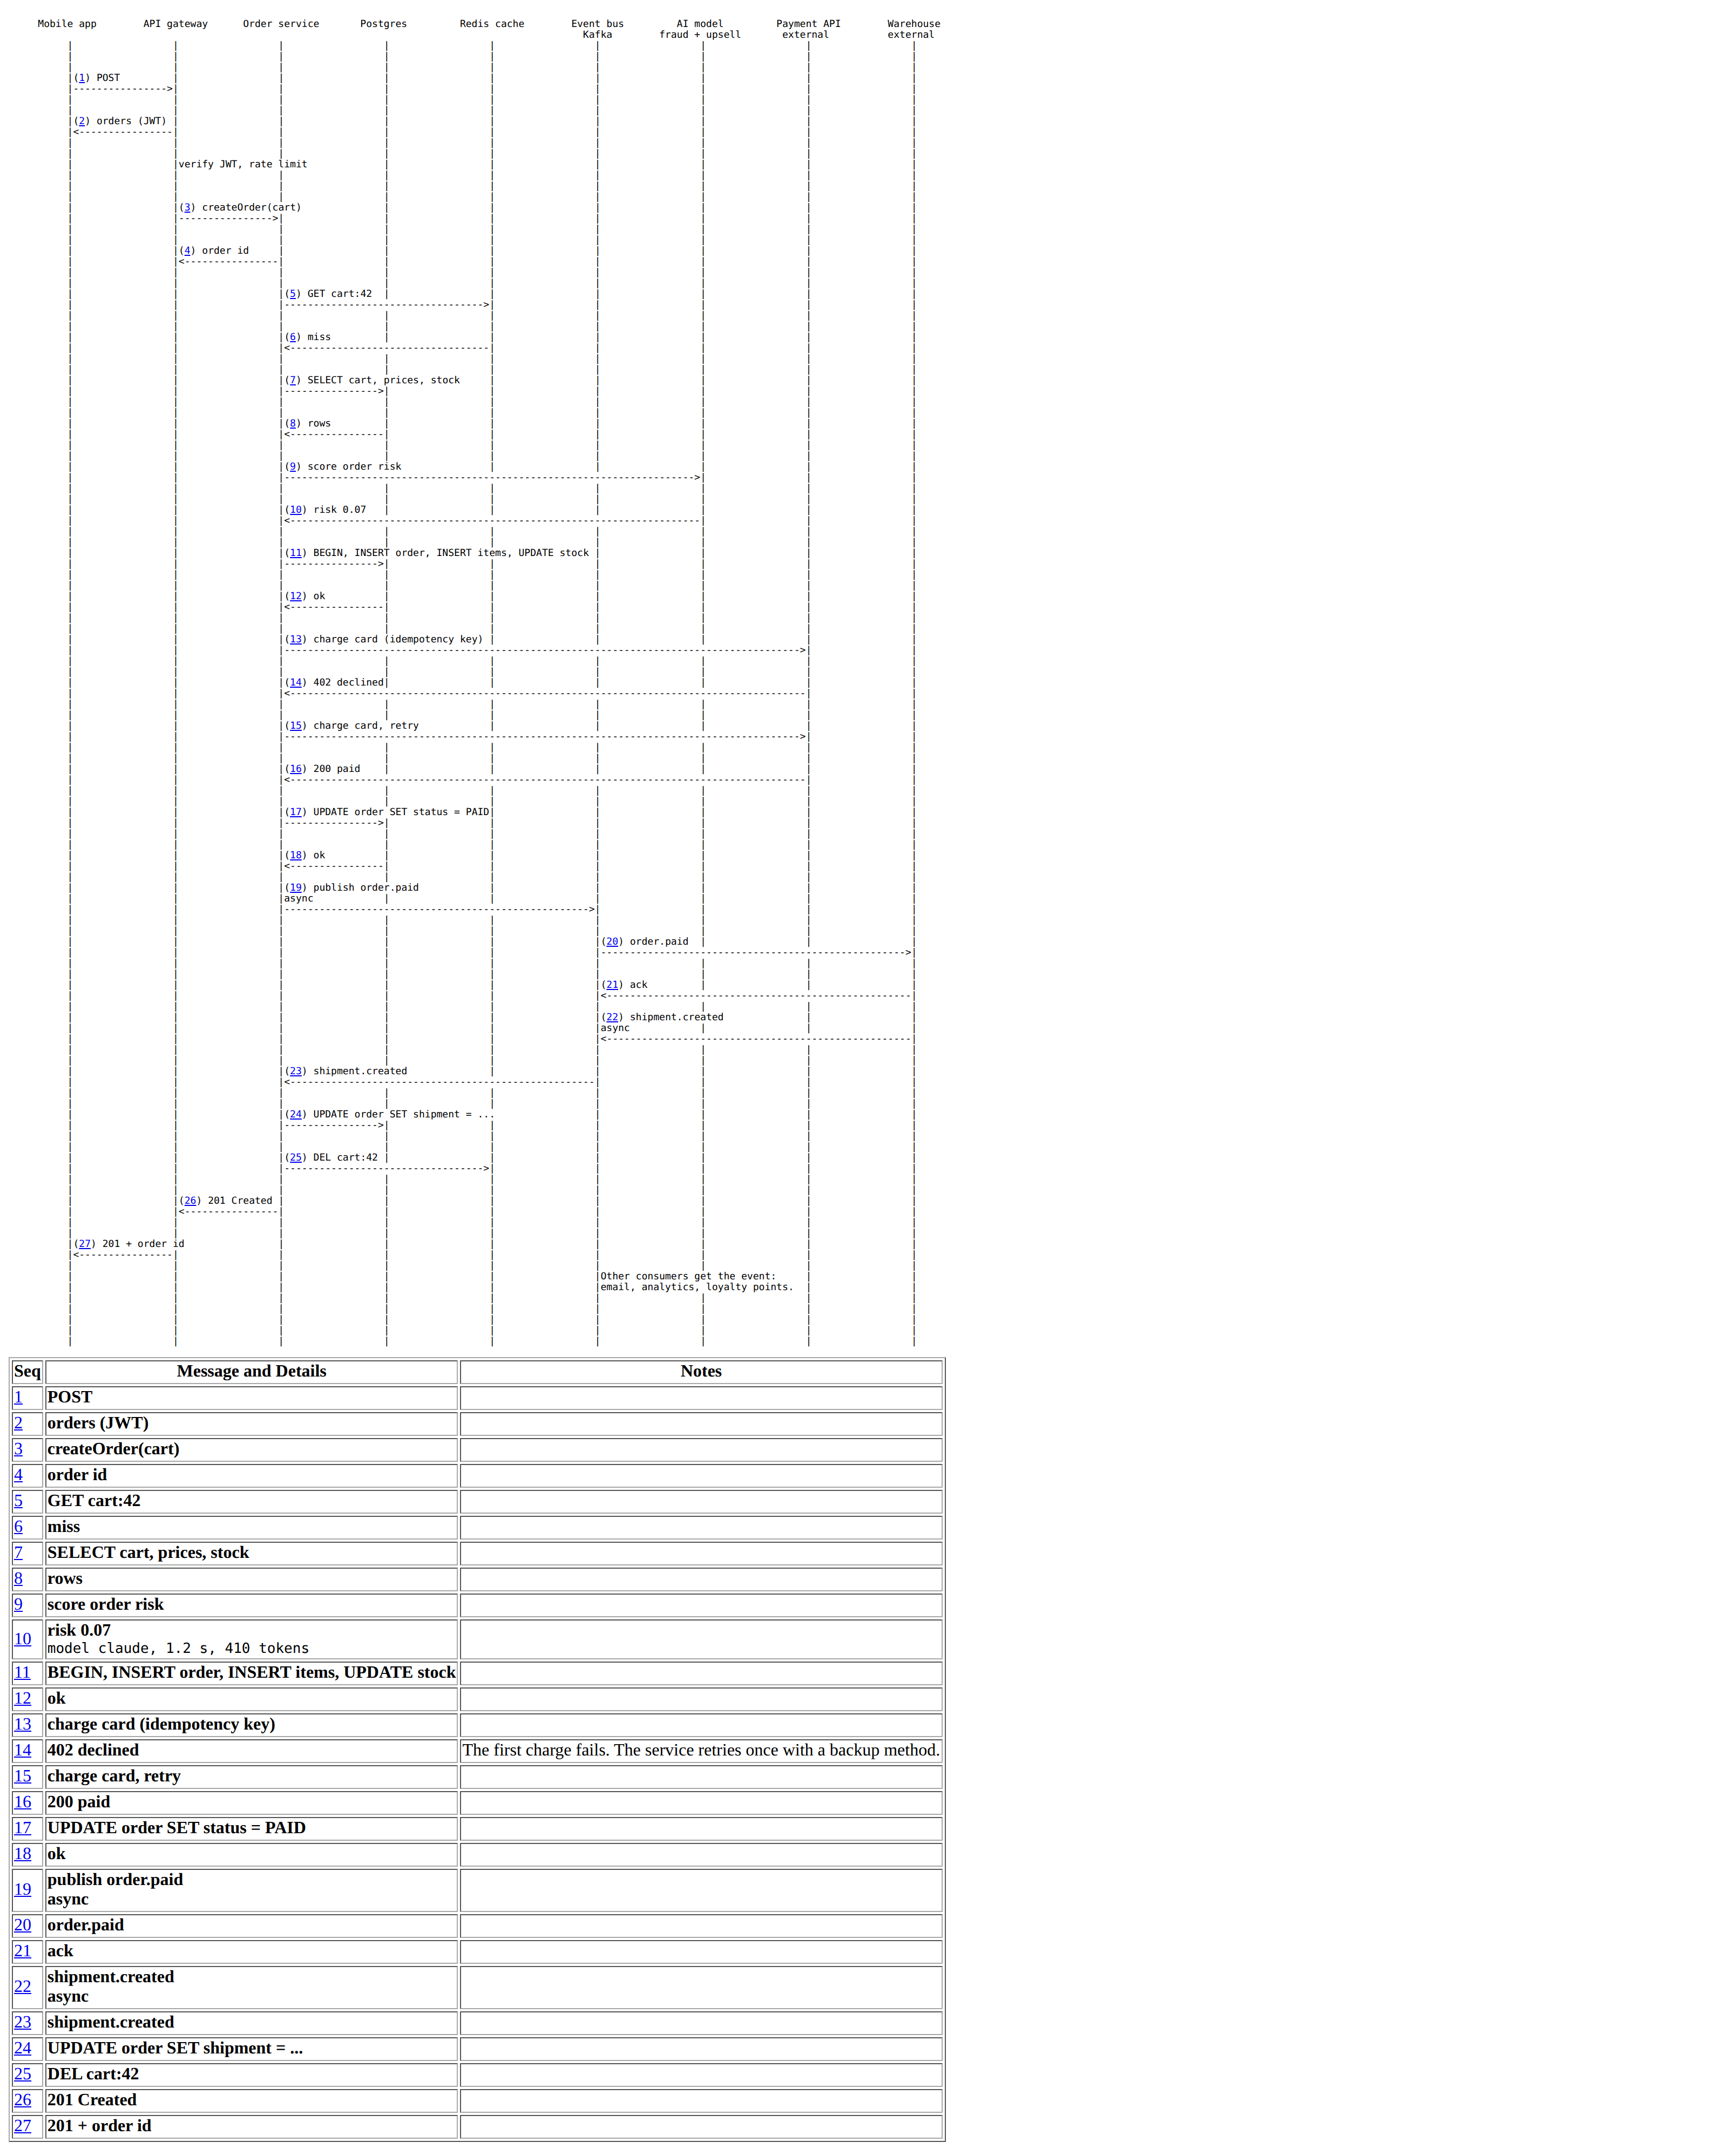 Mobile app API gateway Order service Postgres Redis cache Event bus AI model Payment API Warehouse
Kafka fraud + upsell external external
(1) POST
(2) orders (JWT)
verify JWT, rate limit
(3) createOrder(cart)
(4) order id
(5) GET cart:42
(6) miss
(7) SELECT cart, prices, stock
(8) rows
(9) score order risk
(10) risk 0.07
(11) BEGIN, INSERT order, INSERT items, UPDATE stock
(12) ok
(13) charge card (idempotency key)
(14) 402 declined
(15) charge card, retry
(16) 200 paid
(17) UPDATE order SET status = PAID
(18) ok
(19) publish order.paid
async
(20) order.paid
(21) ack
(22) shipment.created
async
(23) shipment.created
(24) UPDATE order SET shipment = ...
(25) DEL cart:42
(26) 201 Created
(27) 201 + order id
Other consumers get the event:
email, analytics, loyalty points.
Seq Message and Details Notes
1 POST
2 orders (JWT)
3 createOrder(cart)
4 order id
5 GET cart:42
6 miss
7 SELECT cart, prices, stock
8 rows
9 score order risk
10 risk 0.07
model claude, 1.2 s, 410 tokens
11 BEGIN, INSERT order, INSERT items, UPDATE stock
12 ok
13 charge card (idempotency key)
14 402 declined The first charge fails. The service retries once with a backup method.
15 charge card, retry
16 200 paid
17 UPDATE order SET status = PAID
18 ok
19 publish order.paid
async
20 order.paid
21 ack
22 shipment.created
async
23 shipment.created
24 UPDATE order SET shipment = ...
25 DEL cart:42
26 201 Created
27 201 + order id